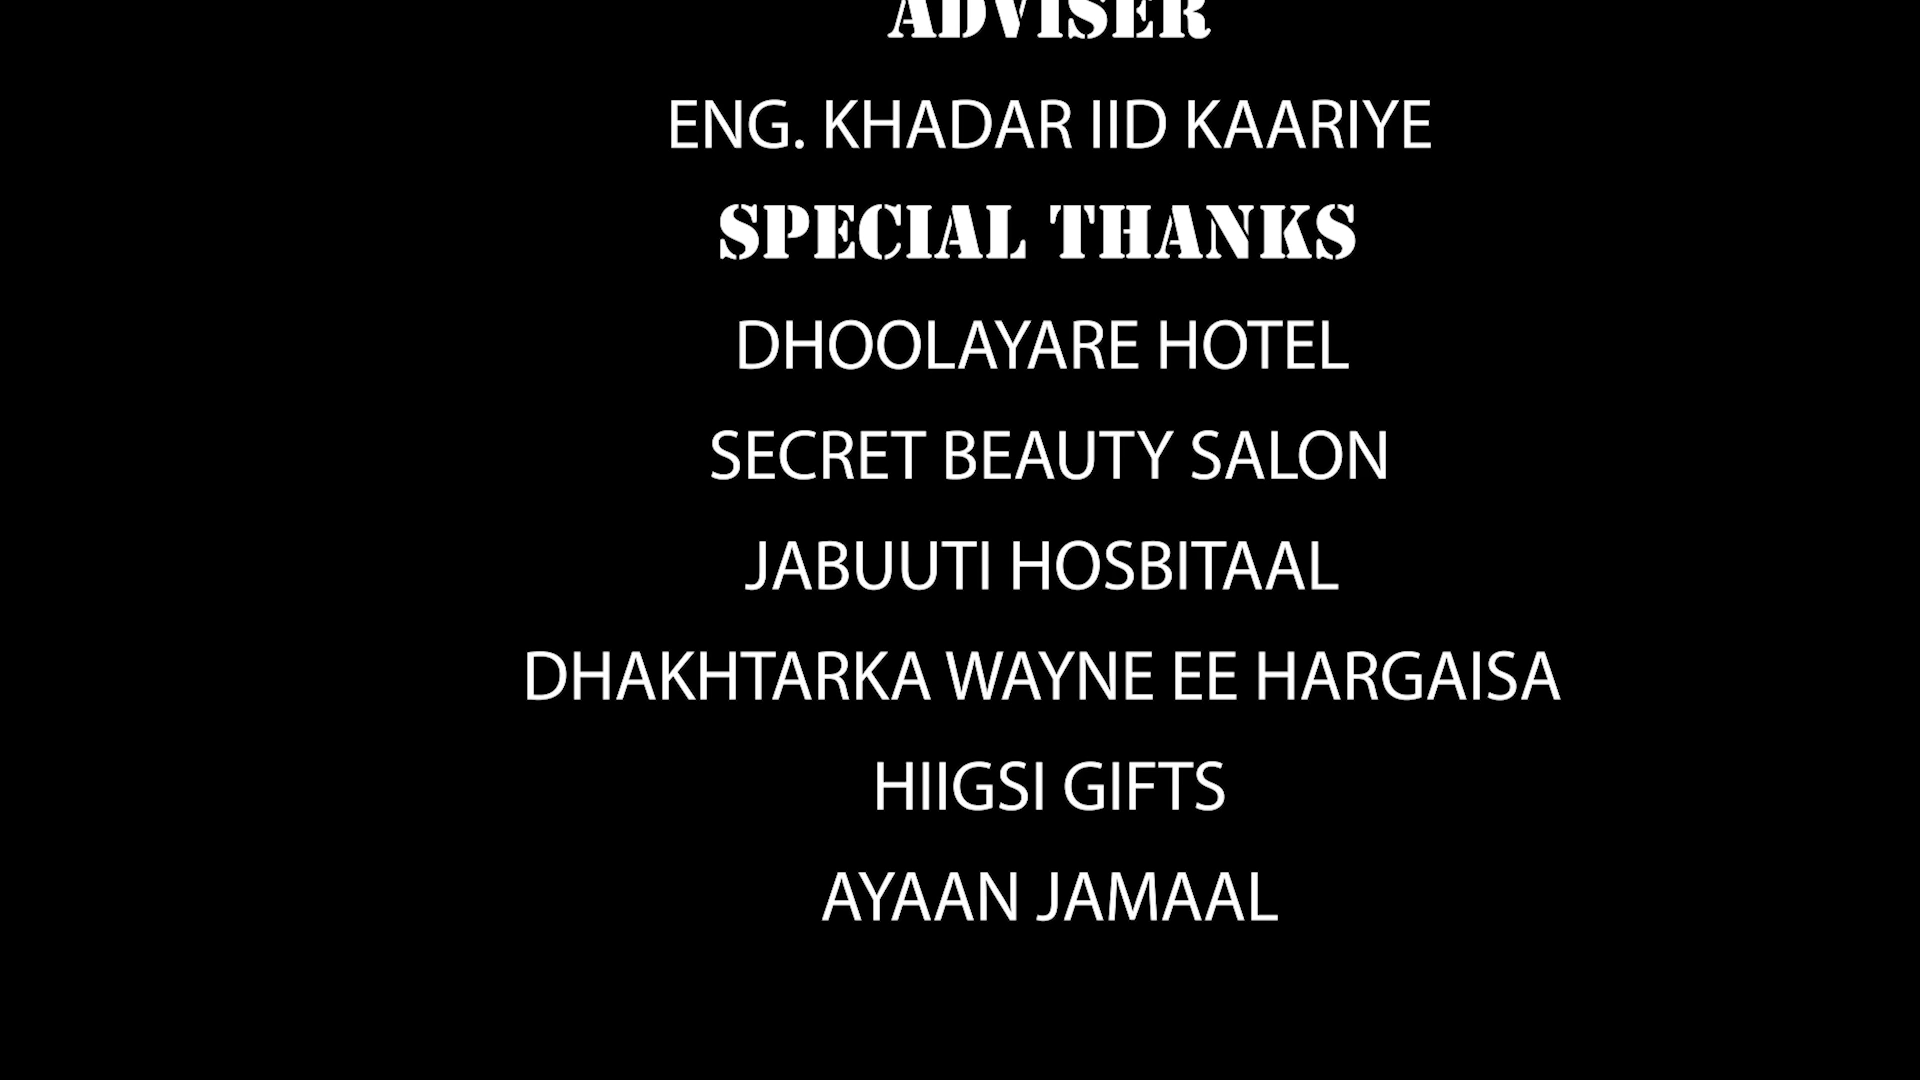 ADVISER
ENG. KHADAR IID KAARIYE
SPECIAL THANKS
DHOOLAYARE HOTEL
SECRET BEAUTY SALON
JABUUTI HOSBITAAL
DHAKHTARKA WAYNE EE HARGAISA
HIIGSI GIFTS
AYAAN JAMAAL